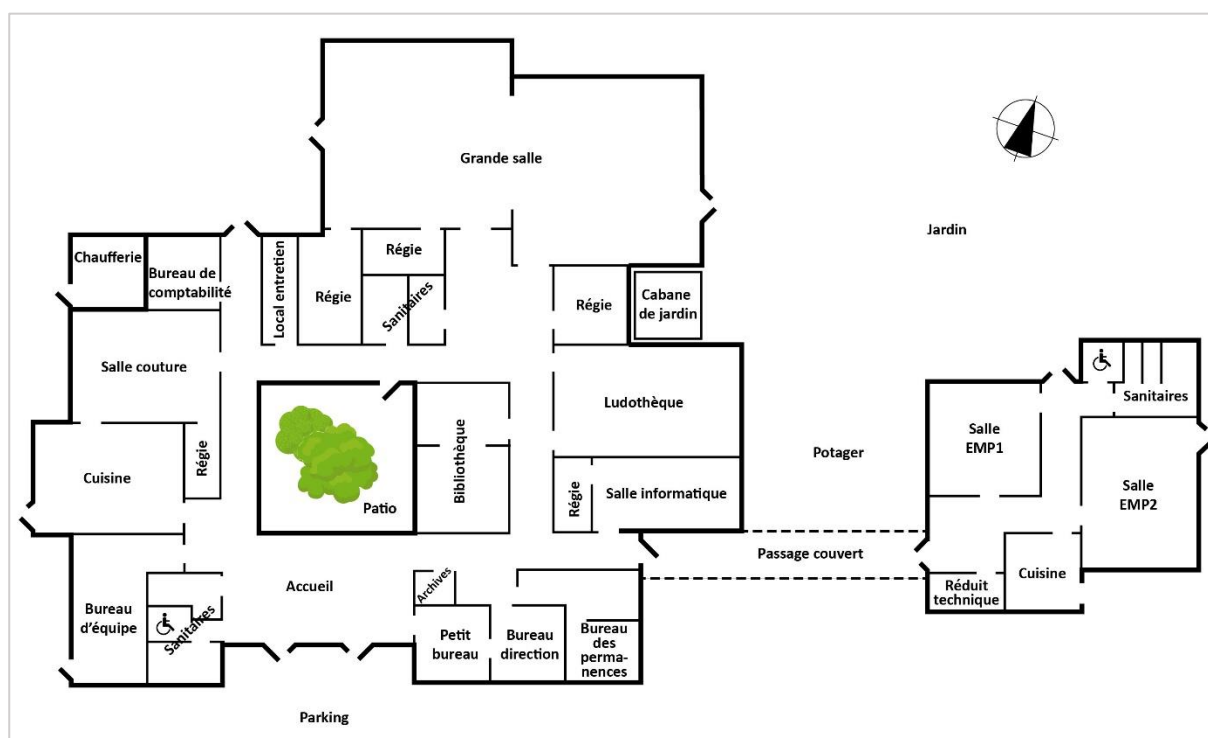 Grande salle
Jardin
Chaufferie
Bureau de
comptabilité
Local entretien
Régie
Régie
Sanitaires
Régie
Cabane
de jardin
Salle couture
Ludothèque
Sanitaires
Salle
EMP1
Cuisine
Régie
Patio
Bibliothèque
Régie
Salle informatique
Potager
Salle
EMP2
Passage couvert
Accueil
Archives
Cuisine
Réduit
technique
Bureau
d'équipe
Sanitaires
Petit
bureau
Bureau
direction
Bureau
des
perma-
nences
Parking